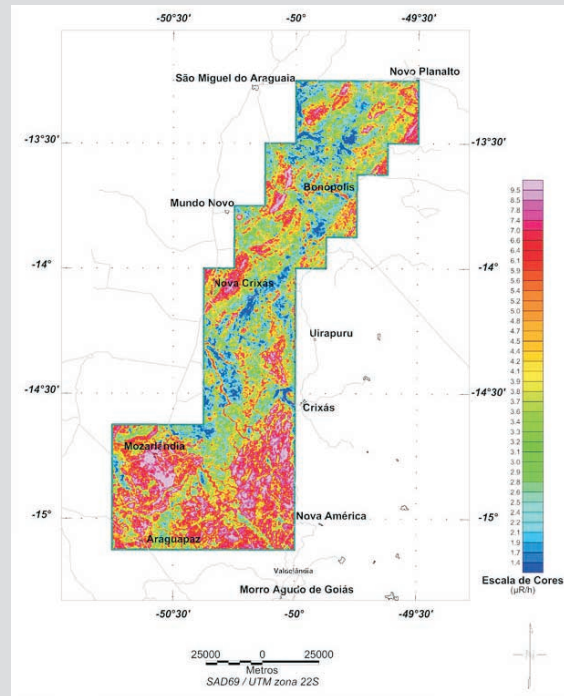 -50°30' -50° -49°30'
São Miguel do Araguaia
Novo Planalto
-13°30' -13°30'
Bonópolis
Mundo Novo
-14° -14°
Nova Crixás
Uirapuru
-14°30' -14°30'
Crixás
Mozarlândia
-15° -15°
Nova América
Araguapaz
Morro Agudo de Goiás
-50°30' -50° -49°30'
9.5
8.5
7.8
7.0
6.6
6.4
6.1
5.9
5.6
5.4
5.2
5.0
4.8
4.7
4.5
4.4
4.2
4.1
3.9
3.8
3.7
3.6
3.4
3.3
3.1
3.0
2.9
2.8
2.6
2.5
2.4
2.2
2.1
1.9
1.7
1.4
Escala de Cores
(µR/h)
25000 0 25000
Metros
SAD69 / UTM zona 22S
N